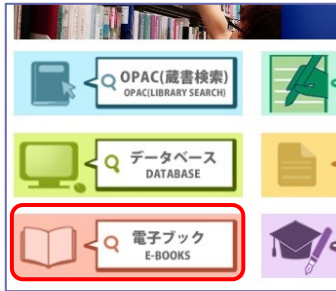 OPAC(蔵書検索)
OPAC(LIBRARY SEARCH)
データベース
DATABASE
電子ブック
E-BOOKS